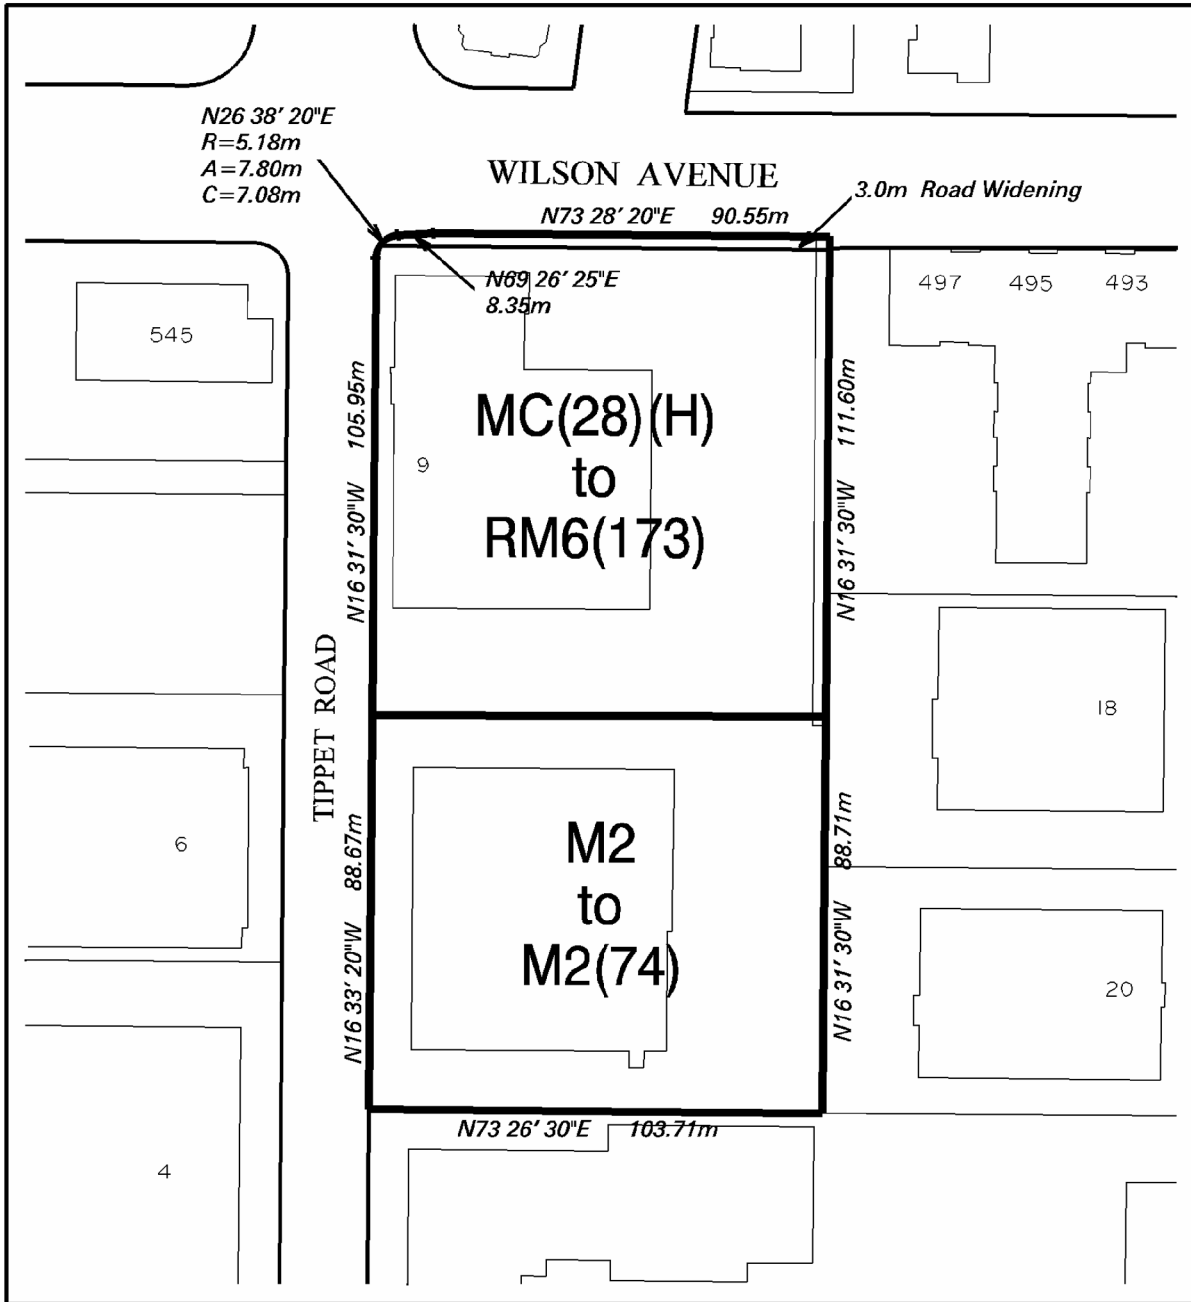 N26 38' 20"E
R=5.18m
A=7.80m
C=7.08m
WILSON AVENUE
3.0m Road Widening
N73 28' 20"E 90.55m
N69 26' 25"E
8.35m
497
495
493
545
105.95m
N16 31' 30"W
111.60m
N16 31' 30"W
MC(28)(H)
to
RM6(173)
9
TIPPET ROAD
18
6
88.67m
N16 33' 20"W
M2
to
M2(74)
88.71m
N16 31' 30"W
20
N73 26' 30"E 103.71m
4